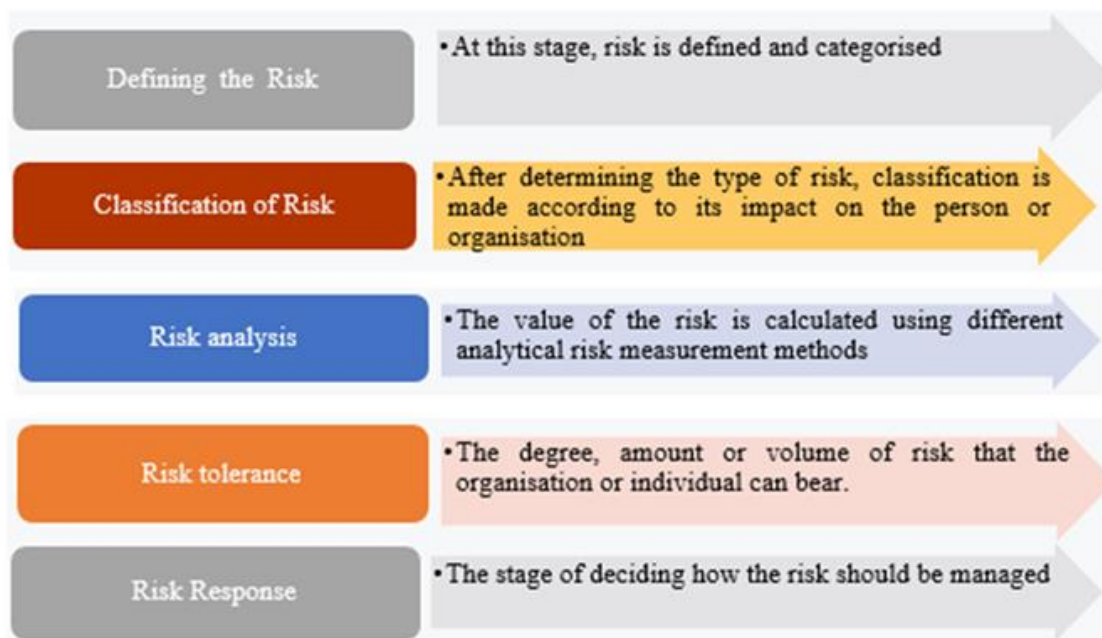 Defining the Risk
•At this stage, risk is defined and categorised
Classification of Risk
•After determining the type of risk, classification is
made according to its impact on the person or
organisation
Risk analysis
•The value of the risk is calculated using different
analytical risk measurement methods
Risk tolerance
•The degree, amount or volume of risk that the
organisation or individual can bear.
Risk Response
•The stage of deciding how the risk should be managed